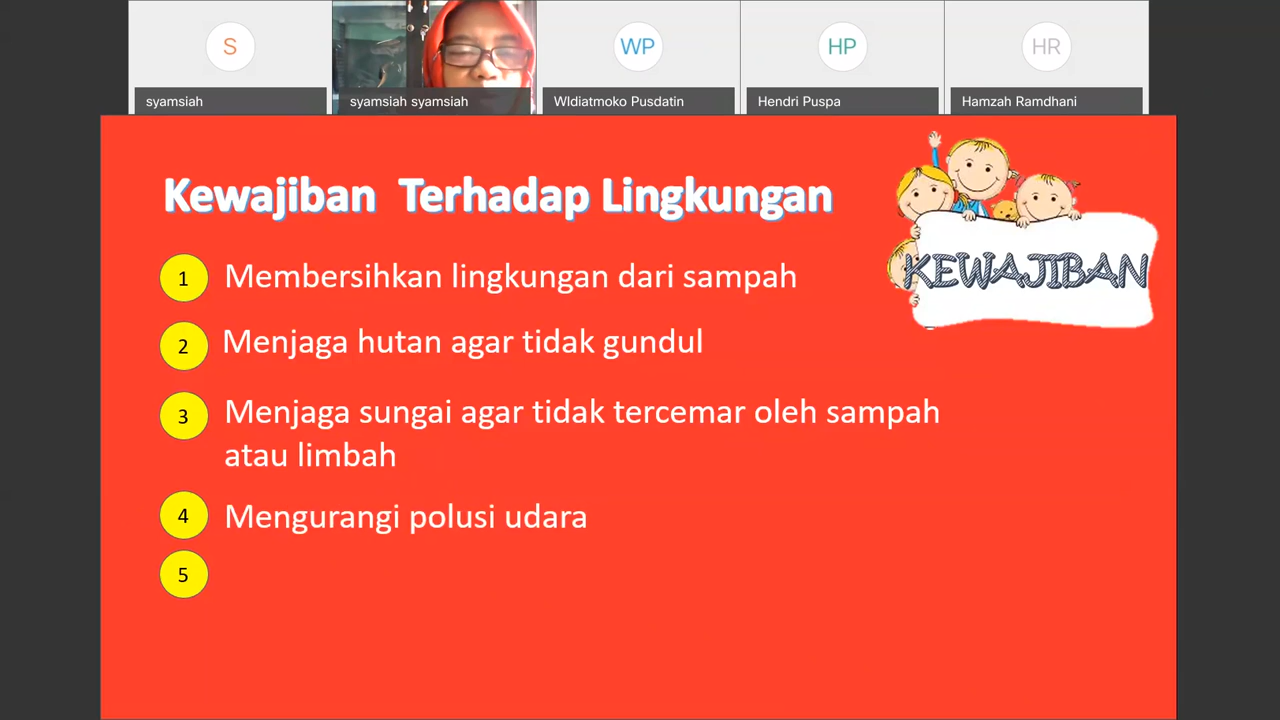 S
WP
HP
HR
syamsiah
syamsiah syamsiah
WIdiatmoko Pusdatin
Hendri Puspa
Hamzah Ramdhani
Kewajiban Terhadap Lingkungan
KEWAJIBAN
1 Membersihkan lingkungan dari sampah
2 Menjaga hutan agar tidak gundul
3 Menjaga sungai agar tidak tercemar oleh sampah
atau limbah
4 Mengurangi polusi udara
5